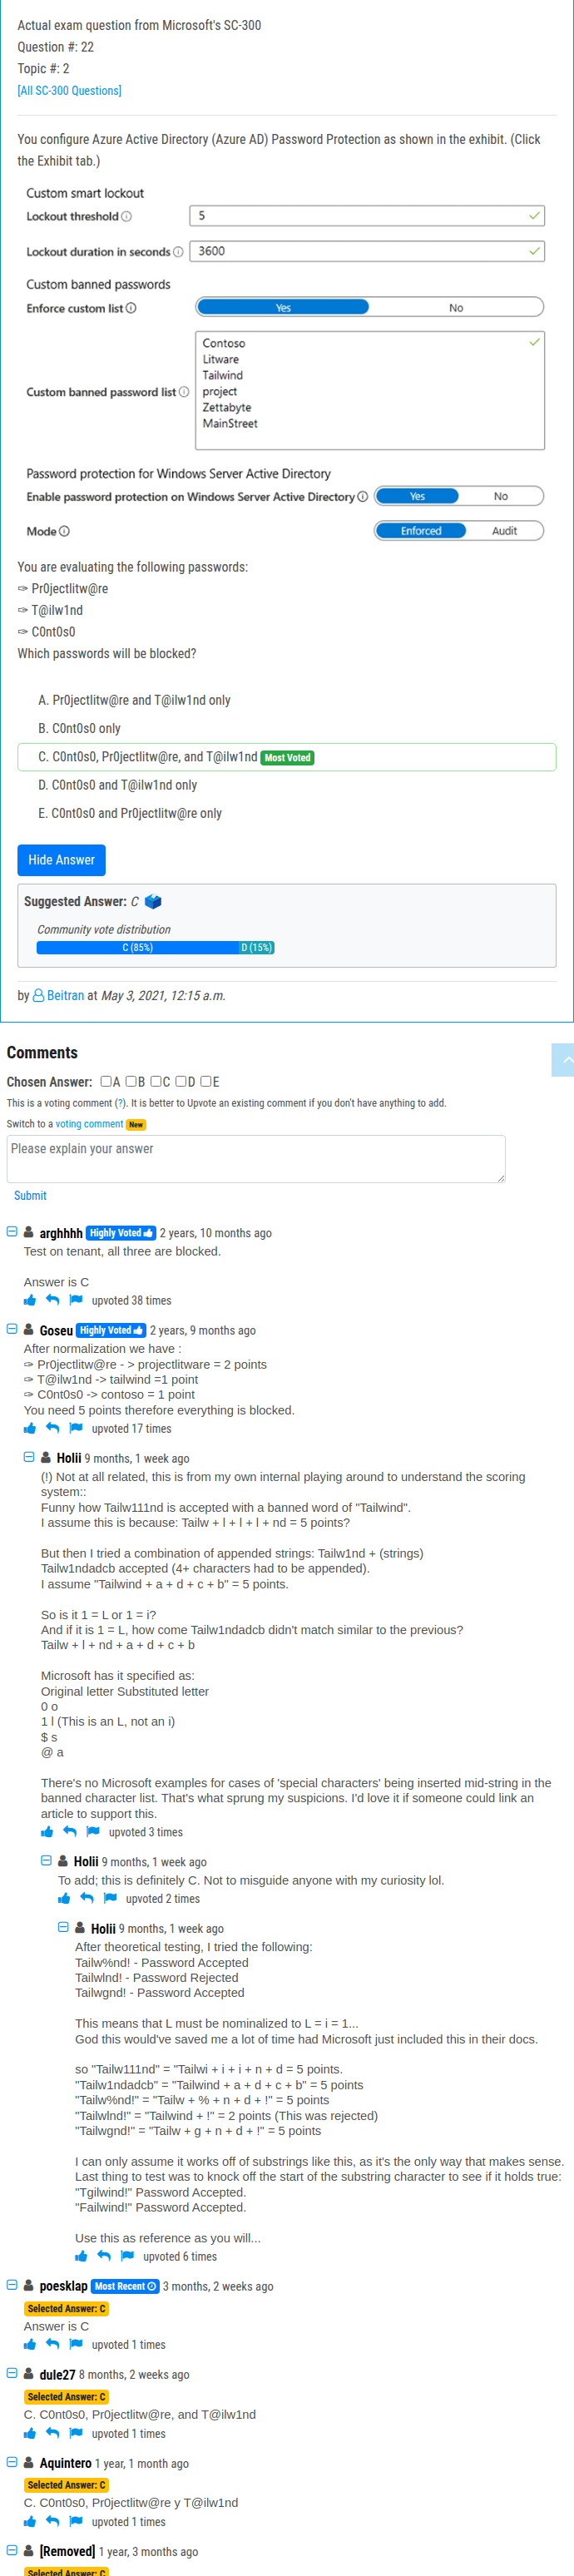 Actual exam question from Microsoft's SC-300
Question #: 22
Topic #: 2
[All SC-300 Questions]
You configure Azure Active Directory (Azure AD) Password Protection as shown in the exhibit. (Click
the Exhibit tab.)
Custom smart lockout
Lockout threshold 5
Lockout duration in seconds 3600
Custom banned passwords
Enforce custom list Yes No
Custom banned password list
Contoso
Litware
Tailwind
project
Zettabyte
MainStreet
Password protection for Windows Server Active Directory
Enable password protection on Windows Server Active Directory Yes No
Mode Enforced Audit
You are evaluating the following passwords:
✑ Pr0jectlitw@re
✑ T@ilw1nd
✑ C0nt0s0
Which passwords will be blocked?
A. Pr0jectlitw@re and T@ilw1nd only
B. C0nt0s0 only
C. C0nt0s0, Pr0jectlitw@re, and T@ilw1nd Most Voted
D. C0nt0s0 and T@ilw1nd only
E. C0nt0s0 and Pr0jectlitw@re only
Hide Answer
Suggested Answer: C
Community vote distribution
C (85%) D (15%)
by Beitran at May 3, 2021, 12:15 a.m.
Comments
Chosen Answer: A B C D E
This is a voting comment (?). It is better to Upvote an existing comment if you don't have anything to add.
Switch to a voting comment New
Please explain your answer
Submit
arghhhh Highly Voted 2 years, 10 months ago
Test on tenant, all three are blocked.
Answer is C
upvoted 38 times
Goseu Highly Voted 2 years, 9 months ago
After normalization we have :
✑ Pr0jectlitw@re - > projectlitware = 2 points
✑ T@ilw1nd -> tailwind =1 point
✑ C0nt0s0 -> contoso = 1 point
You need 5 points therefore everything is blocked.
upvoted 17 times
Holii 9 months, 1 week ago
(!) Not at all related, this is from my own internal playing around to understand the scoring
system::
Funny how Tailw111nd is accepted with a banned word of "Tailwind".
I assume this is because: Tailw + l + l + l + nd = 5 points?
But then I tried a combination of appended strings: Tailw1nd + (strings)
Tailw1ndadcb accepted (4+ characters had to be appended).
I assume "Tailwind + a + d + c + b" = 5 points.
So is it 1 = L or 1 = i?
And if it is 1 = L, how come Tailw1ndadcb didn't match similar to the previous?
Tailw + l + nd + a + d + c + b
Microsoft has it specified as:
Original letter Substituted letter
0 o
1 l (This is an L, not an i)
$ s
@ a
There's no Microsoft examples for cases of 'special characters' being inserted mid-string in the
banned character list. That's what sprung my suspicions. I'd love it if someone could link an
article to support this.
upvoted 3 times
Holii 9 months, 1 week ago
To add; this is definitely C. Not to misguide anyone with my curiosity lol.
upvoted 2 times
Holii 9 months, 1 week ago
After theoretical testing, I tried the following:
Tailw%nd! - Password Accepted
Tailwlnd! - Password Rejected
Tailwgnd! - Password Accepted
This means that L must be nominalized to L = i = 1...
God this would've saved me a lot of time had Microsoft just included this in their docs.
so "Tailw111nd" = "Tailwi + i + i + n + d = 5 points.
"Tailw1ndadcb" = "Tailwind + a + d + c + b" = 5 points
"Tailw%nd!" = "Tailw + % + n + d + !" = 5 points
"Tailwlnd!" = "Tailwind + !" = 2 points (This was rejected)
"Tailwgnd!" = "Tailw + g + n + d + !" = 5 points
I can only assume it works off of substrings like this, as it's the only way that makes sense.
Last thing to test was to knock off the start of the substring character to see if it holds true:
"Tgilwind!" Password Accepted.
"Failwind!" Password Accepted.
Use this as reference as you will...
upvoted 6 times
poesklap Most Recent 3 months, 2 weeks ago
Selected Answer: C
Answer is C
upvoted 1 times
dule27 8 months, 2 weeks ago
Selected Answer: C
C. C0nt0s0, Pr0jectlitw@re, and T@ilw1nd
upvoted 1 times
Aquintero 1 year, 1 month ago
Selected Answer: C
C. C0nt0s0, Pr0jectlitw@re y T@ilw1nd
upvoted 1 times
[Removed] 1 year, 3 months ago
Selected Answer: C